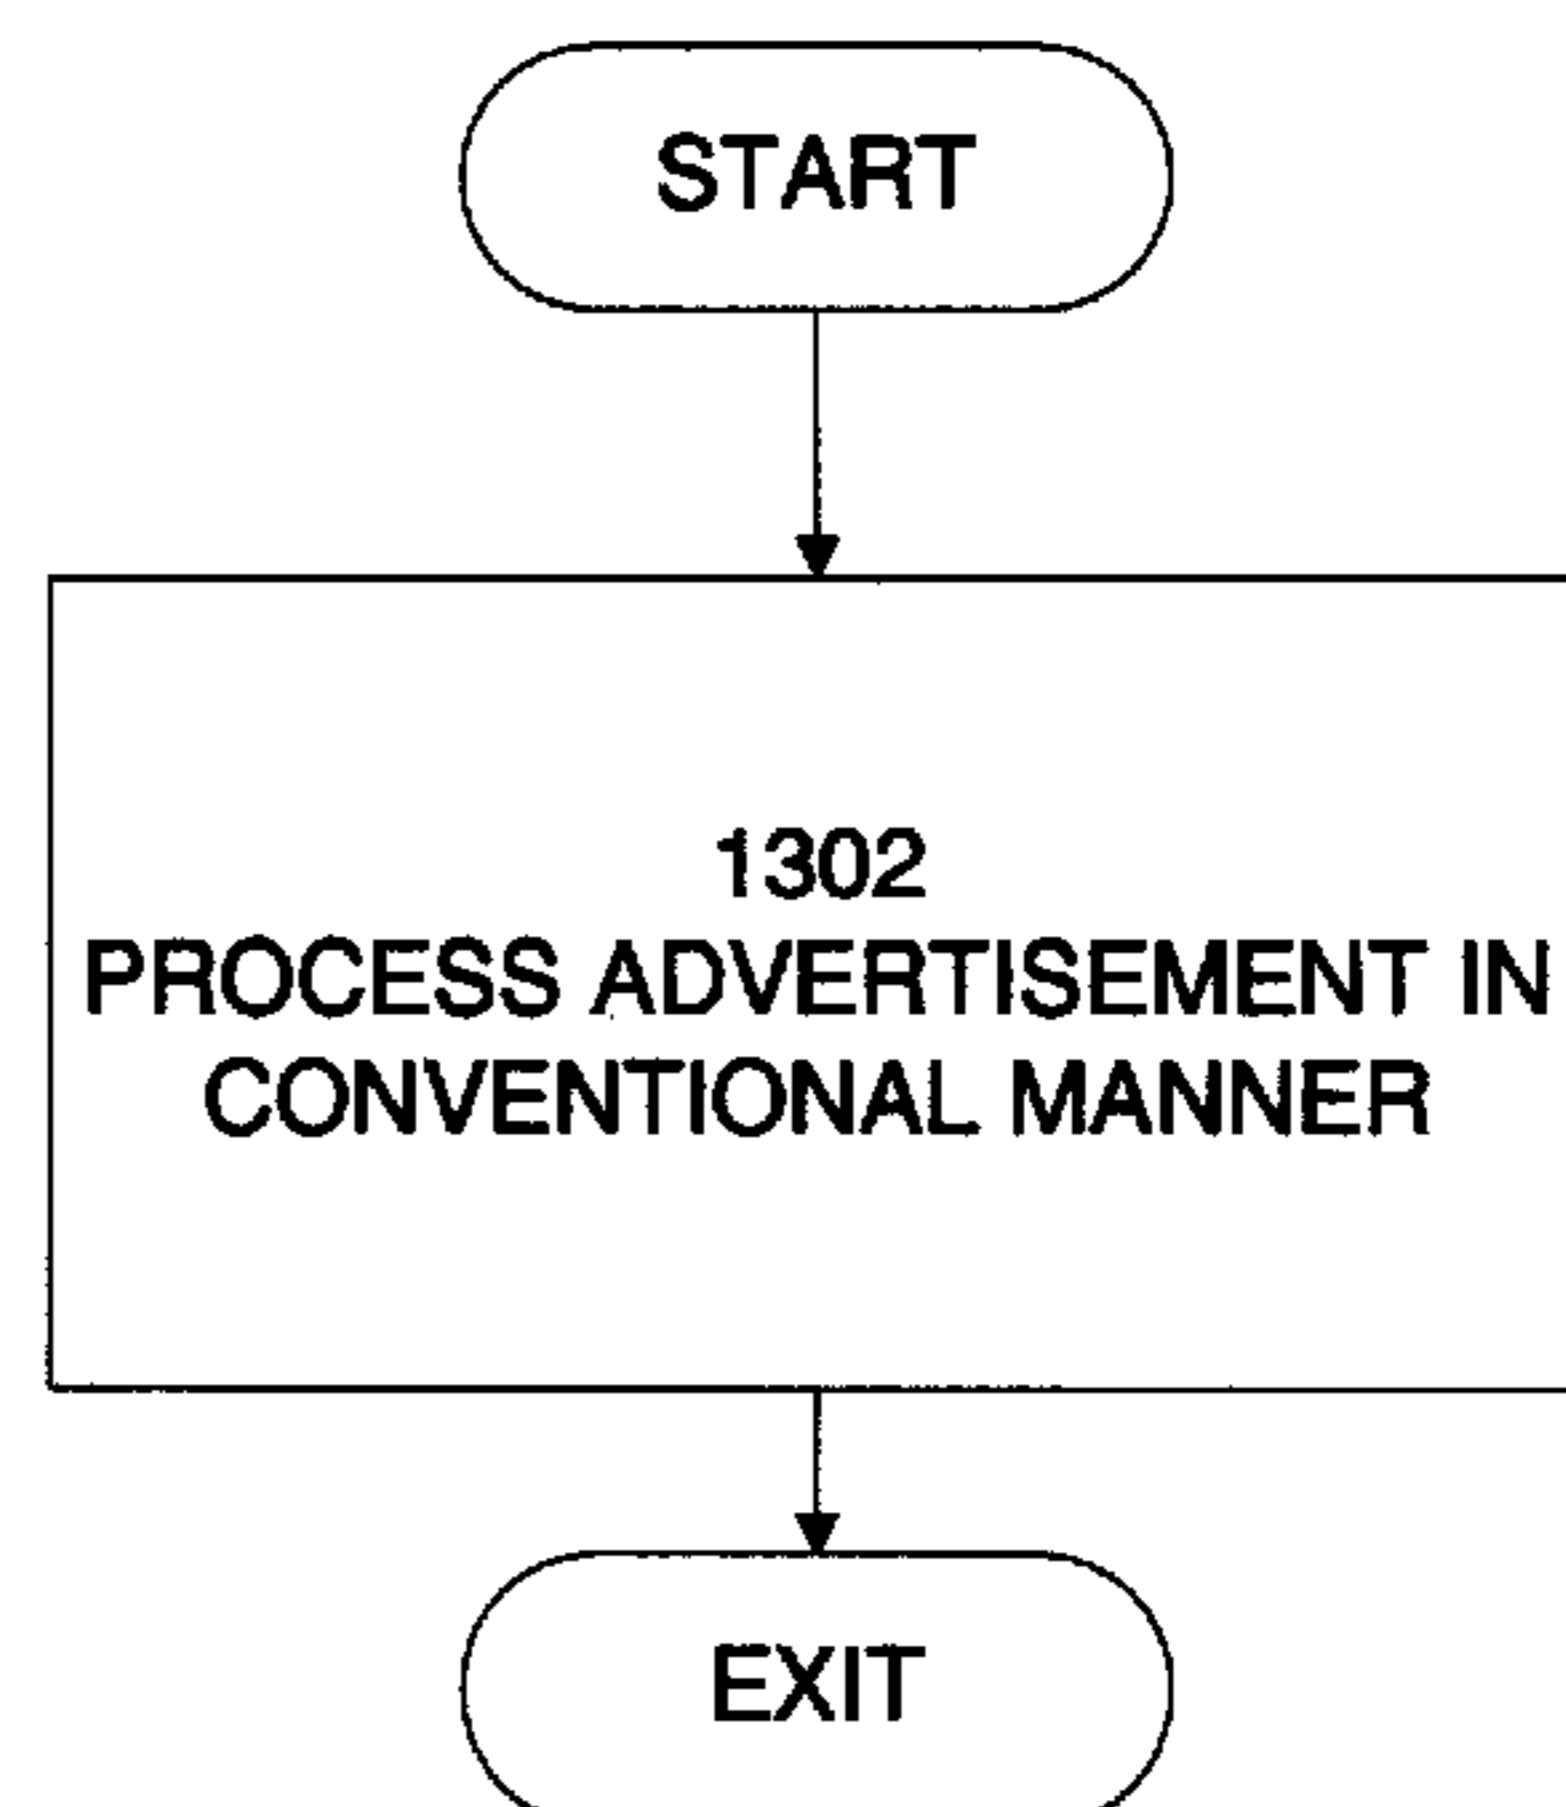 START
1302
PROCESS ADVERTISEMENT IN
CONVENTIONAL MANNER
EXIT